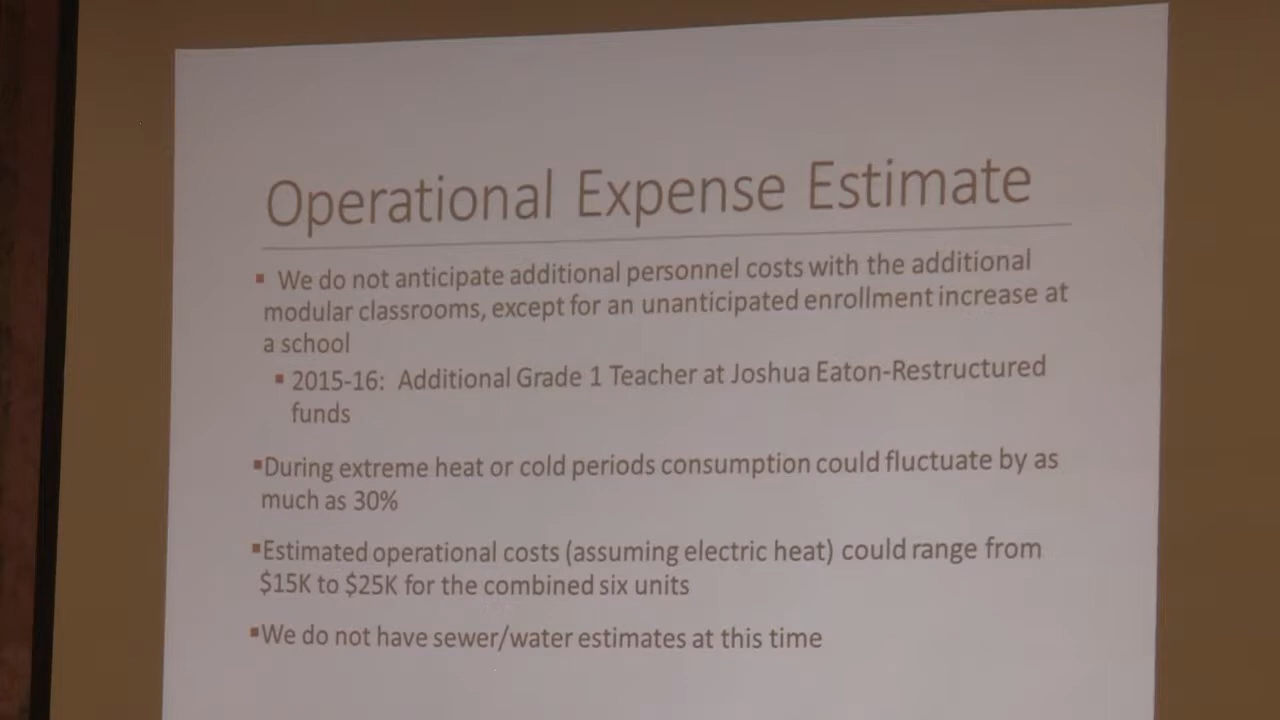 Operational Expense Estimate
▪ We do not anticipate additional personnel costs with the additional
modular classrooms, except for an unanticipated enrollment increase at
a school
▪ 2015-16: Additional Grade 1 Teacher at Joshua Eaton-Restructured
funds
▪During extreme heat or cold periods consumption could fluctuate by as
much as 30%
▪Estimated operational costs (assuming electric heat) could range from
$15K to $25K for the combined six units
▪We do not have sewer/water estimates at this time